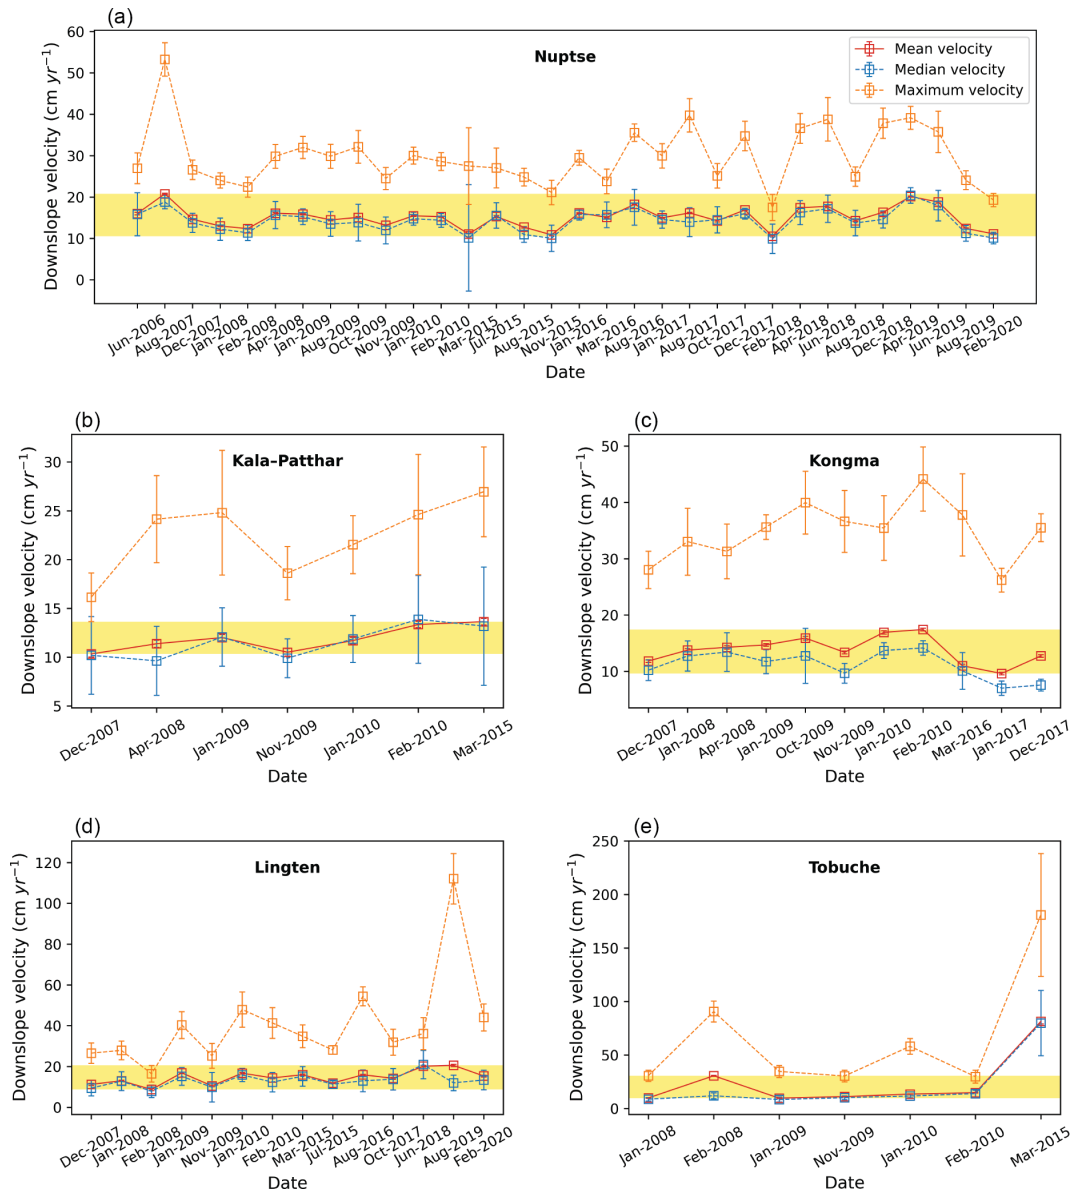 (a)
Nuptse
Mean velocity
Median velocity
Maximum velocity
Downslope velocity (cm yr⁻¹)
60
50
40
30
20
10
0
Jun-2006
Aug-2007
Dec-2007
Jan-2008
Feb-2008
Apr-2008
Jan-2009
Aug-2009
Oct-2009
Nov-2009
Jan-2010
Feb-2010
Mar-2015
Jul-2015
Aug-2015
Nov-2015
Jan-2016
Mar-2016
Aug-2016
Jan-2017
Aug-2017
Oct-2017
Dec-2017
Feb-2018
Apr-2018
Jun-2018
Aug-2018
Dec-2018
Apr-2019
Jun-2019
Aug-2019
Feb-2020
Date
(b)
Kala–Patthar
Downslope velocity (cm yr⁻¹)
30
25
20
15
10
5
Dec-2007
Apr-2008
Jan-2009
Nov-2009
Jan-2010
Feb-2010
Mar-2015
Date
(c)
Kongma
Downslope velocity (cm yr⁻¹)
50
40
30
20
10
Dec-2007
Jan-2008
Apr-2008
Jan-2009
Oct-2009
Nov-2009
Jan-2010
Feb-2010
Mar-2016
Jan-2017
Dec-2017
Date
(d)
Lingten
Downslope velocity (cm yr⁻¹)
120
100
80
60
40
20
0
Dec-2007
Jan-2008
Feb-2008
Jan-2009
Nov-2009
Jan-2010
Feb-2010
Mar-2015
Jul-2015
Aug-2016
Oct-2017
Jun-2018
Aug-2019
Feb-2020
Date
(e)
Tobuche
Downslope velocity (cm yr⁻¹)
250
200
150
100
50
0
Jan-2008
Feb-2008
Jan-2009
Nov-2009
Jan-2010
Feb-2010
Mar-2015
Date